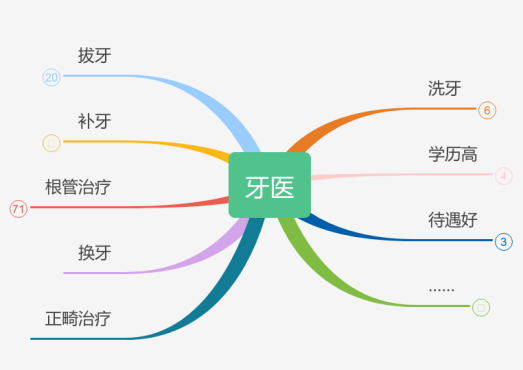 拔牙
20
补牙
根管治疗
71
换牙
正畸治疗
牙医
洗牙
6
学历高
4
待遇好
3
......